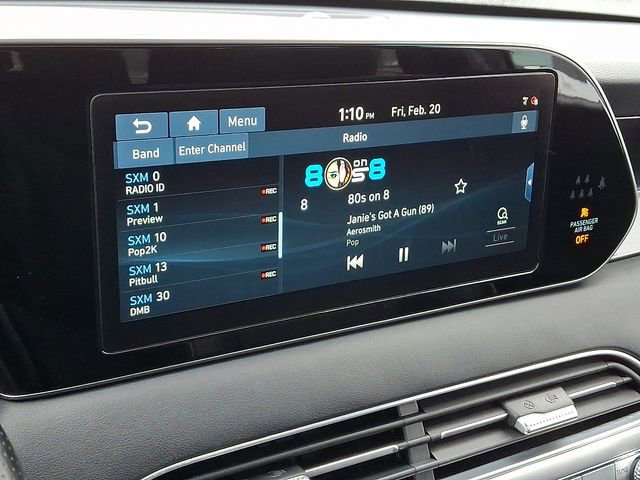 1:10 PM Fri, Feb. 20
Menu
Radio
Band Enter Channel
SXM 0
RADIO ID
REC
SXM 1
Preview
REC
SXM 10
Pop2K
REC
SXM 13
Pitbull
REC
SXM 30
DMB
80s on 8
8
80s on 8
Janie's Got A Gun (89)
Aerosmith
Pop
SCAN
Live
PASSENGER
AIR BAG
OFF
TUNE